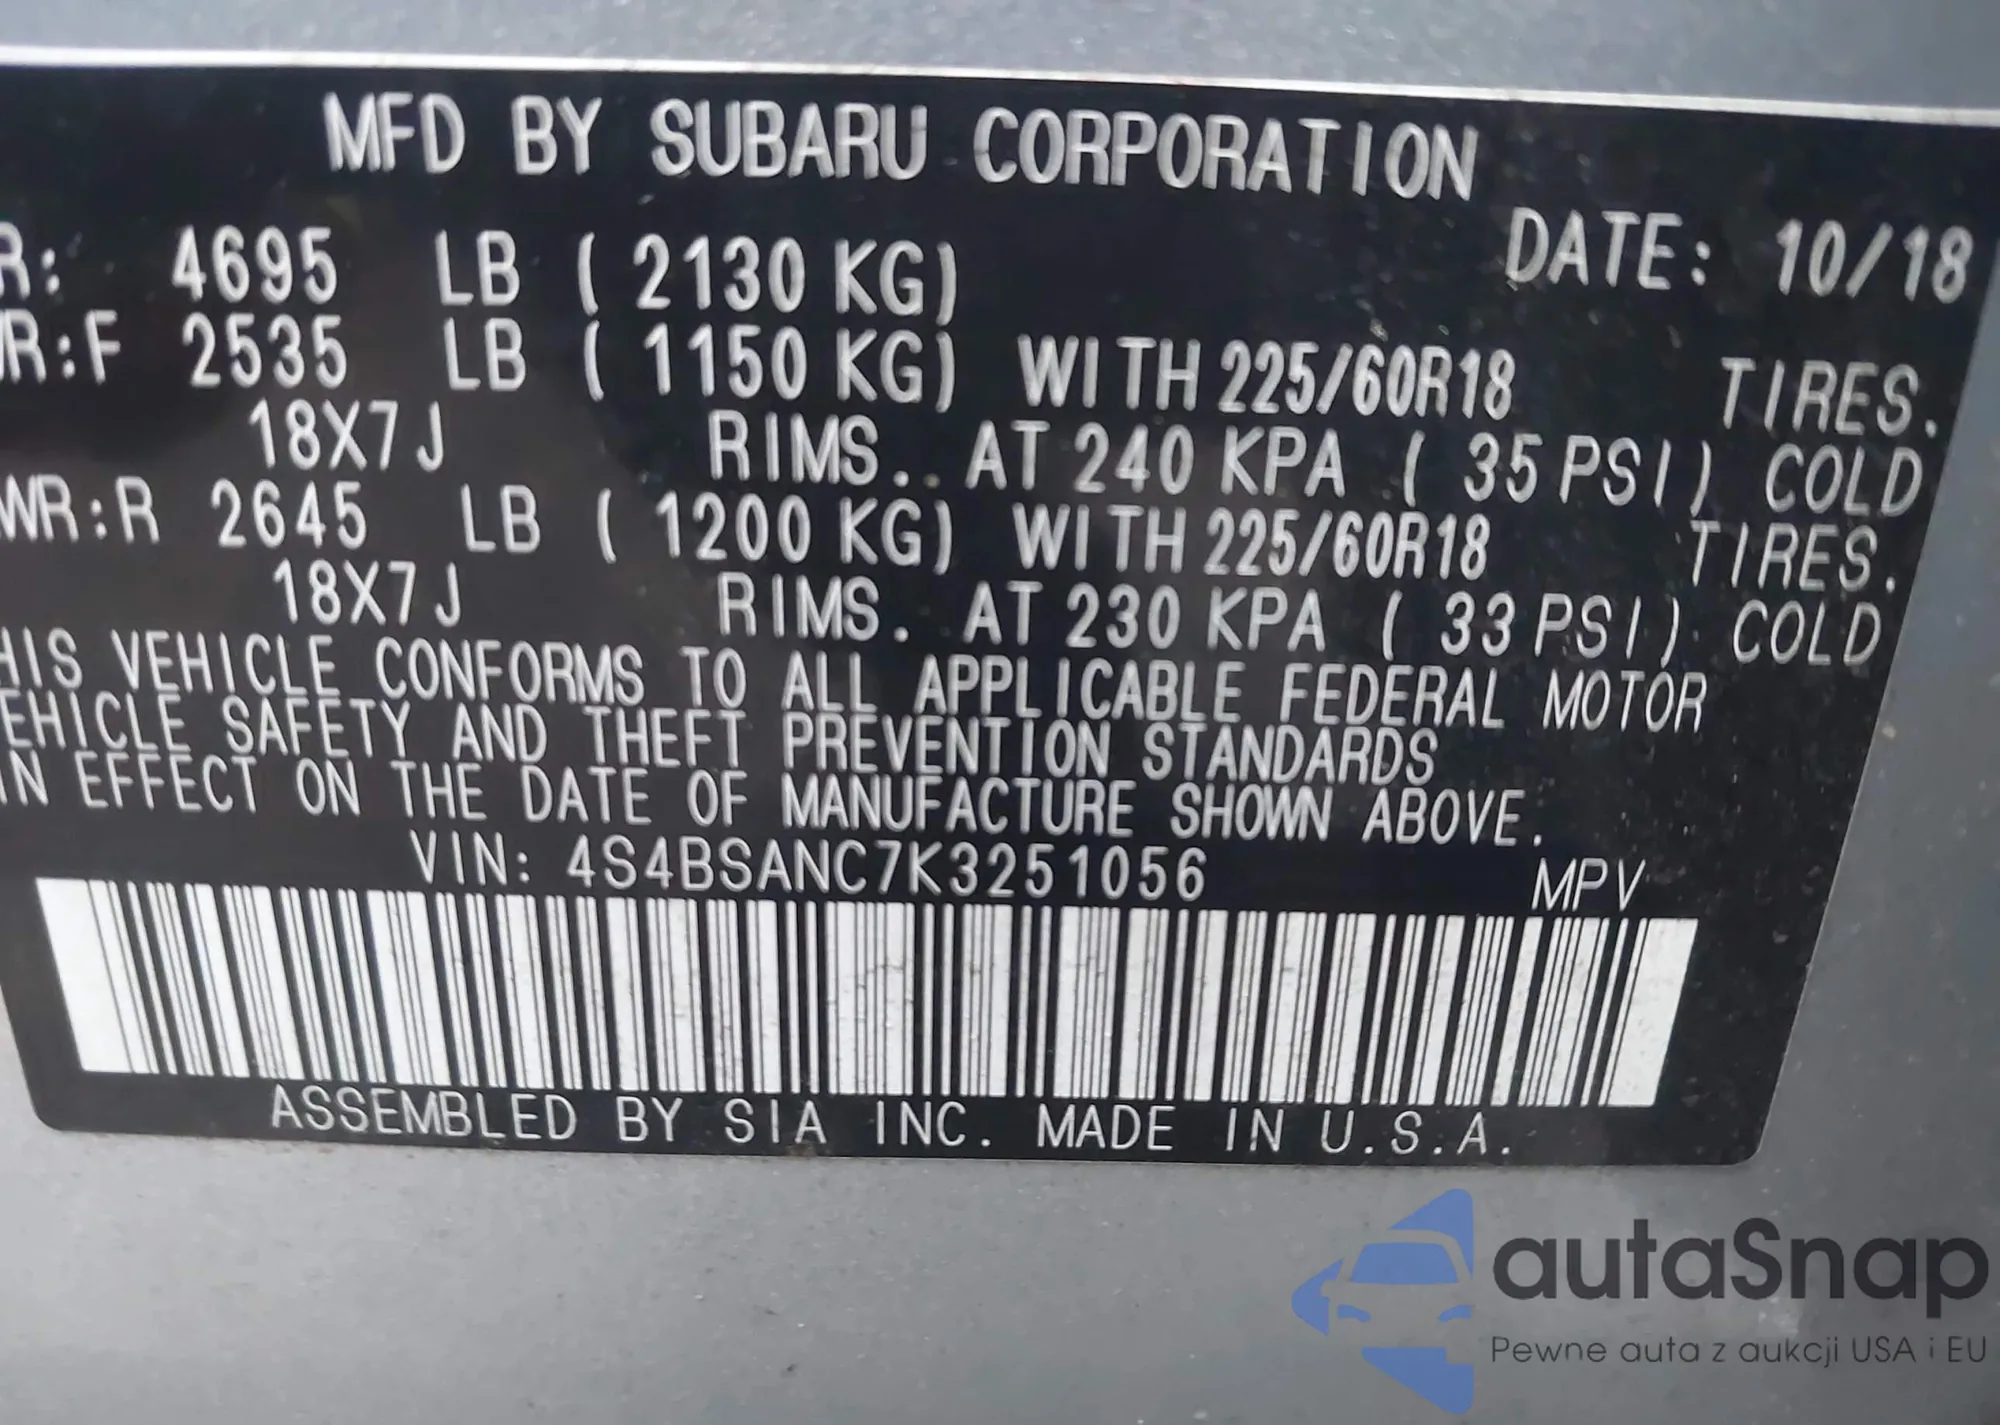 MFD BY SUBARU CORPORATION
DATE: 10/18
R: 4695 LB ( 2130 KG)
WR:F 2535 LB ( 1150 KG) WITH 225/60R18 TIRES.
18X7J RIMS. AT 240 KPA ( 35 PSI) COLD
WR:R 2645 LB ( 1200 KG) WITH 225/60R18 TIRES.
18X7J RIMS. AT 230 KPA ( 33 PSI) COLD
HIS VEHICLE CONFORMS TO ALL APPLICABLE FEDERAL MOTOR
EHICLE SAFETY AND THEFT PREVENTION STANDARDS
IN EFFECT ON THE DATE OF MANUFACTURE SHOWN ABOVE.
VIN: 4S4BSANC7K3251056 MPV
ASSEMBLED BY SIA INC. MADE IN U.S.A.
autaSnap
Pewne auta z aukcji USA i EU